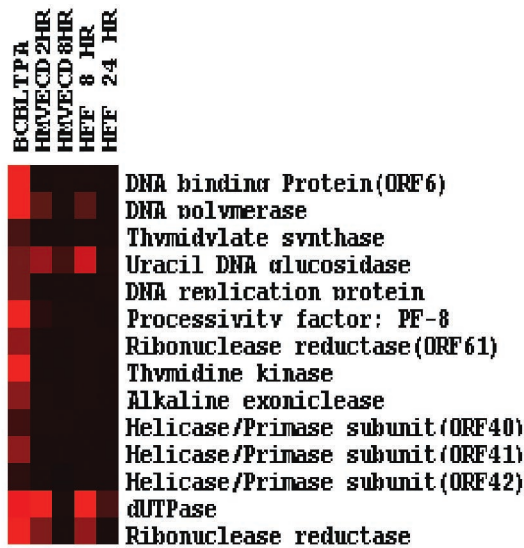 BCBLTPA
HMVECD 2HR
HMVECD 8HR
HFF 8 HR
HFF 24 HR
DNA binding Protein(ORF6)
DNA polymerase
Thymidylate synthase
Uracil DNA glucosidase
DNA replication protein
Processivity factor: PF-8
Ribonuclease reductase(ORF61)
Thymidine kinase
Alkaline exoniclease
Helicase/Primase subunit(ORF40)
Helicase/Primase subunit(ORF41)
Helicase/Primase subunit(ORF42)
dUTPase
Ribonuclease reductase